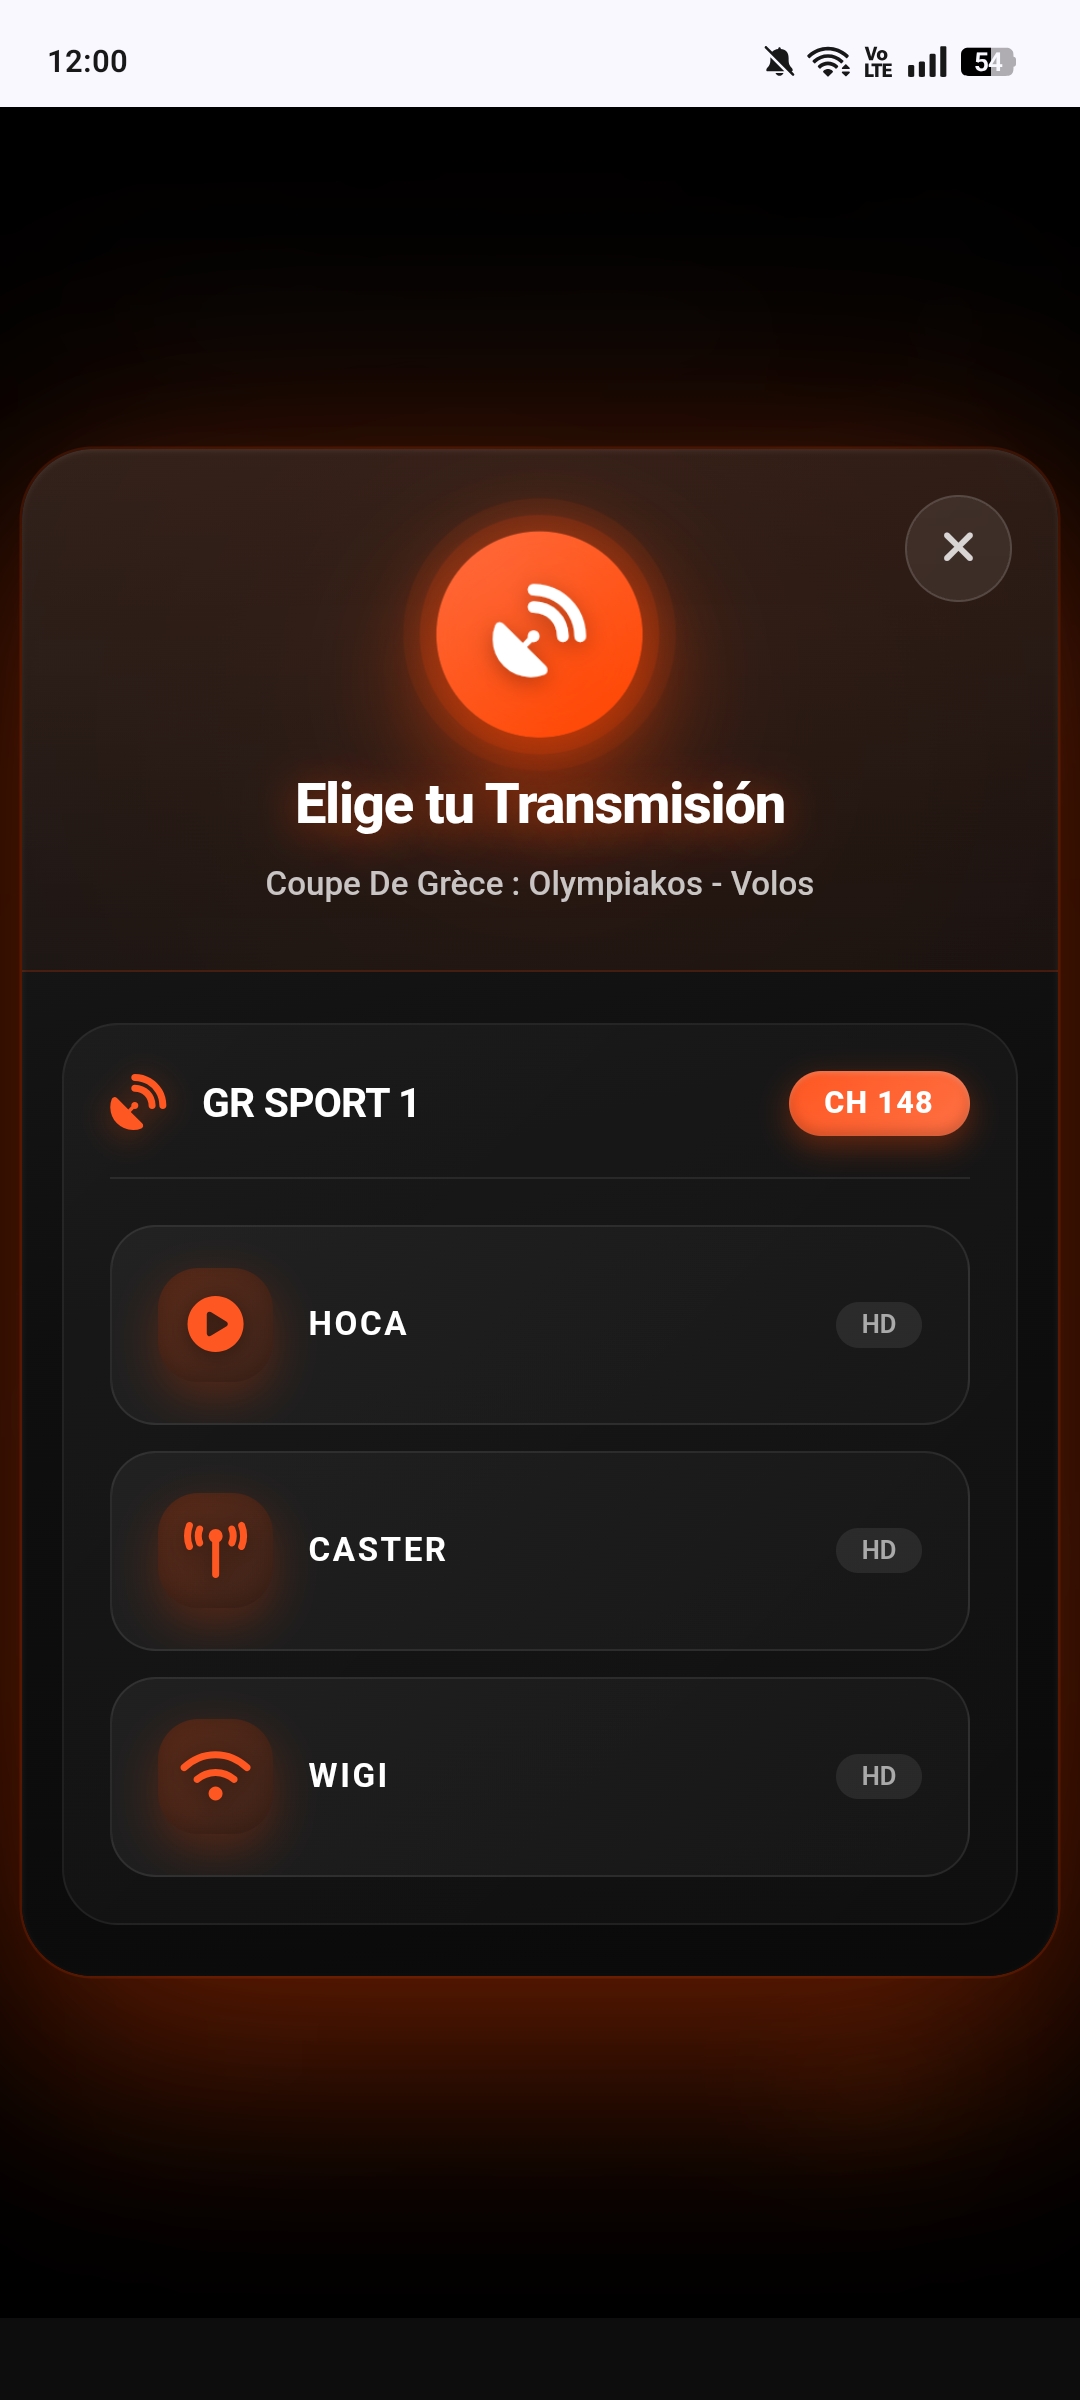 12:00
Vo
LTE
54
Elige tu Transmisión
Coupe De Grèce : Olympiakos - Volos
GR SPORT 1
CH 148
HOCA
HD
CASTER
HD
WIGI
HD